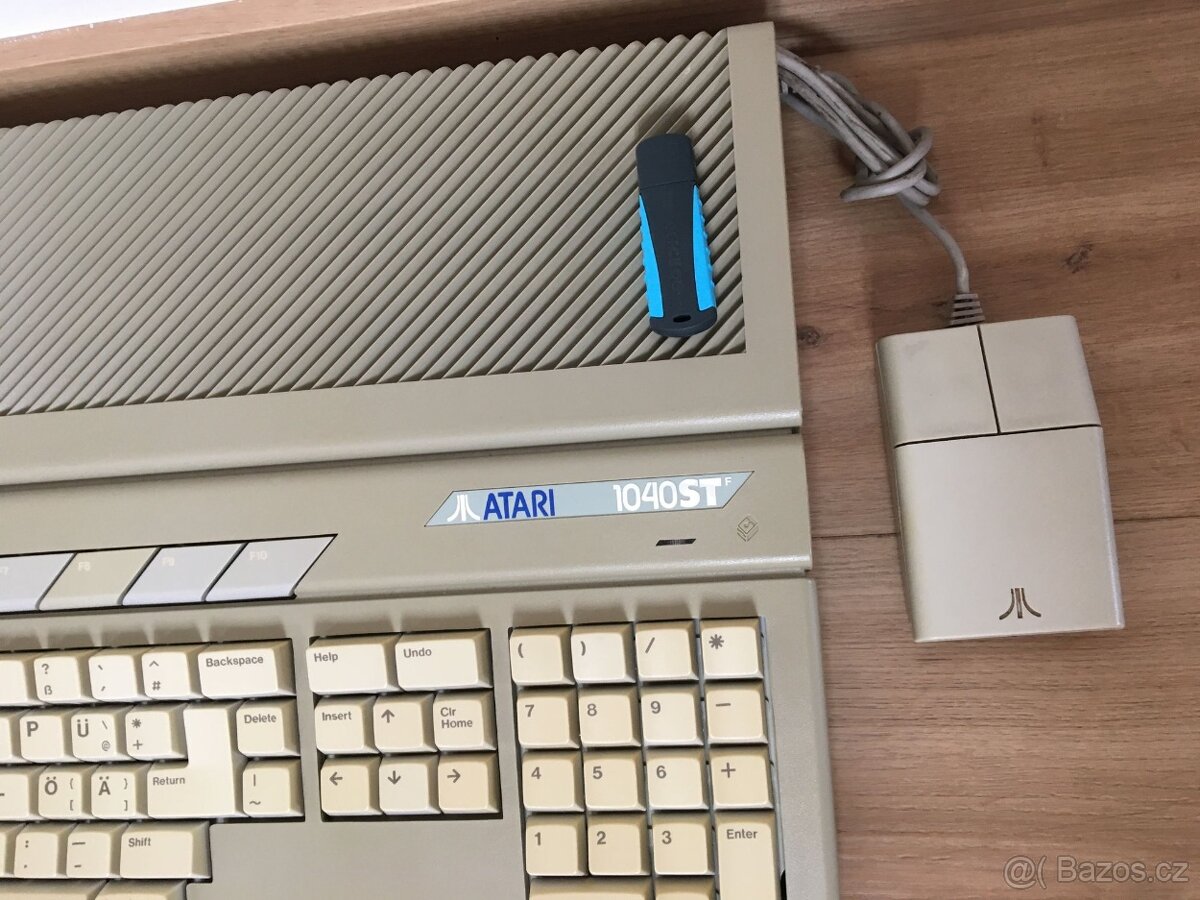 ATARI 1040STF
F7 F8 F9 F10
? ß ` ' ^ # Backspace
Help Undo
( ) / *
P Ü \ @ * + Delete
Insert ↑ Clr Home
7 8 9 −
Ö ( [ Ä ) ] Return | ~
← ↓ →
4 5 6 +
: . _ − Shift
1 2 3 Enter
@( Bazos.cz